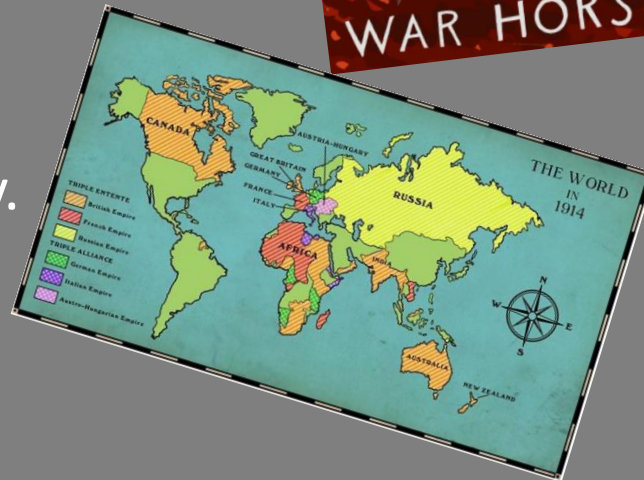 WAR HORS
y.
THE WORLD
IN
1914
CANADA
AUSTRIA-HUNGARY
GREAT BRITAIN
GERMANY
FRANCE
ITALY
RUSSIA
AFRICA
INDIA
AUSTRALIA
NEW ZEALAND
N
W
E
S
TRIPLE ENTENTE
British Empire
French Empire
Russian Empire
TRIPLE ALLIANCE
German Empire
Italian Empire
Austro-Hungarian Empire